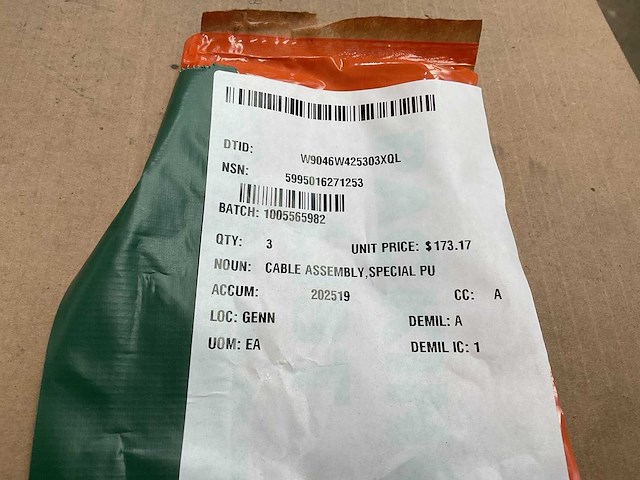 DTID: W9046W425303XQL
NSN: 5995016271253
BATCH: 1005565982
QTY: 3 UNIT PRICE: $173.17
NOUN: CABLE ASSEMBLY,SPECIAL PU
ACCUM: 202519 CC: A
LOC: GENN DEMIL: A
UOM: EA DEMIL IC: 1